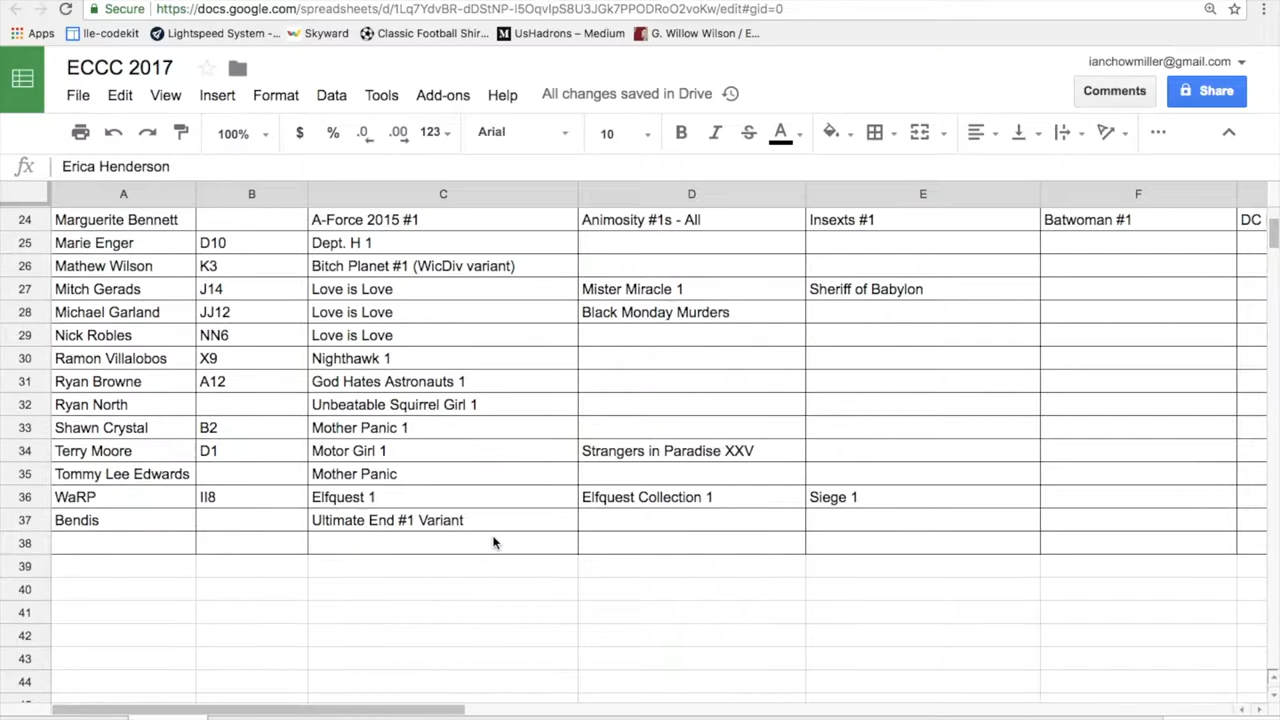 Secure https://docs.google.com/spreadsheets/d/1Lq7YdvBR-dDStNP-I5OqvIpS8U3JGk7PPODRoO2voKw/edit#gid=0
Apps lle-codekit Lightspeed System -... Skyward Classic Football Shir... UsHadrons – Medium G. Willow Wilson / E...
ECCC 2017 ianchowmiller@gmail.com
File Edit View Insert Format Data Tools Add-ons Help All changes saved in Drive Comments Share
100% $ % .0 .00 123 Arial 10 B I S A
fx Erica Henderson
A B C D E F
24 Marguerite Bennett A-Force 2015 #1 Animosity #1s - All Insexts #1 Batwoman #1 DC
25 Marie Enger D10 Dept. H 1
26 Mathew Wilson K3 Bitch Planet #1 (WicDiv variant)
27 Mitch Gerads J14 Love is Love Mister Miracle 1 Sheriff of Babylon
28 Michael Garland JJ12 Love is Love Black Monday Murders
29 Nick Robles NN6 Love is Love
30 Ramon Villalobos X9 Nighthawk 1
31 Ryan Browne A12 God Hates Astronauts 1
32 Ryan North Unbeatable Squirrel Girl 1
33 Shawn Crystal B2 Mother Panic 1
34 Terry Moore D1 Motor Girl 1 Strangers in Paradise XXV
35 Tommy Lee Edwards Mother Panic
36 WaRP II8 Elfquest 1 Elfquest Collection 1 Siege 1
37 Bendis Ultimate End #1 Variant
38
39
40
41
42
43
44